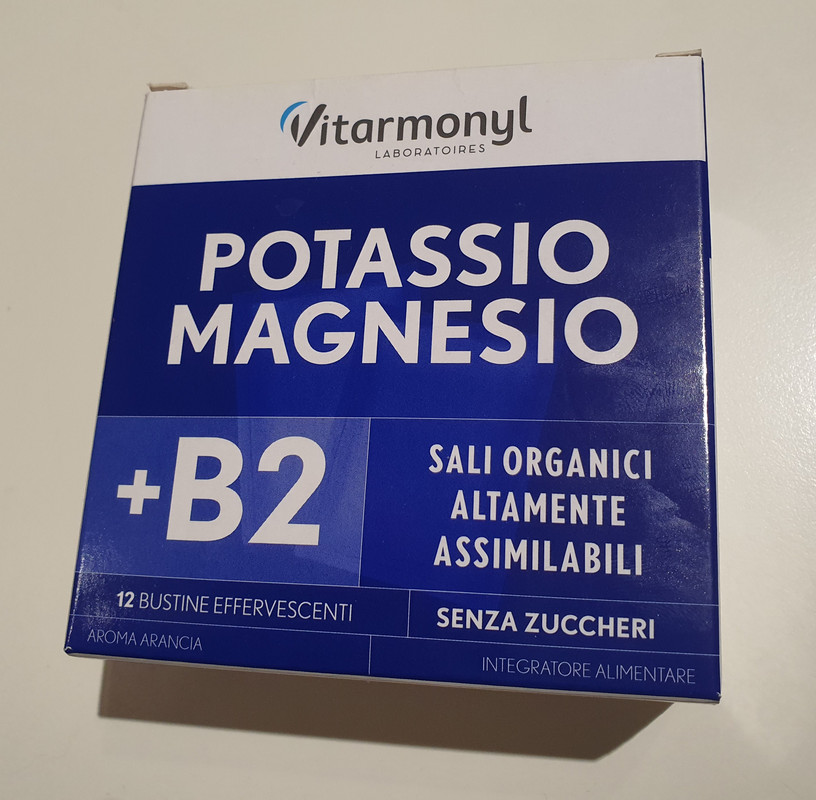 Vitarmonyl
LABORATOIRES
POTASSIO
MAGNESIO
+B2
SALI ORGANICI
ALTAMENTE
ASSIMILABILI
12 BUSTINE EFFERVESCENTI
SENZA ZUCCHERI
AROMA ARANCIA
INTEGRATORE ALIMENTARE